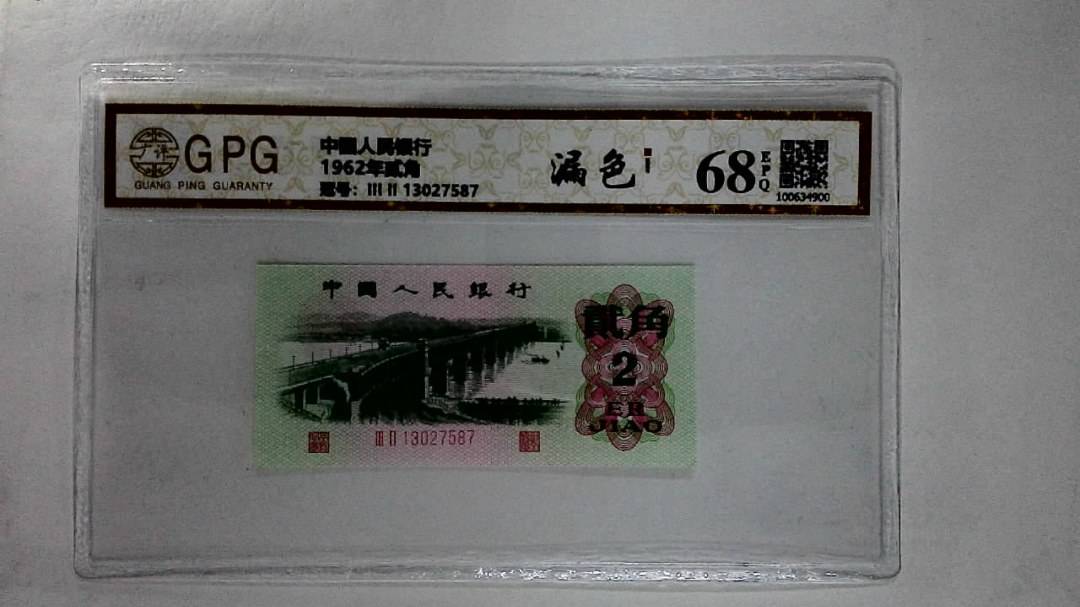 GPG
GUANG PING GUARANTY
中國人民銀行
1962年贰角
冠号: III II 13027587
漏色
68
EPQ
100634900
中國人民銀行
貳角
2
ER
JIAO
III II 13027587